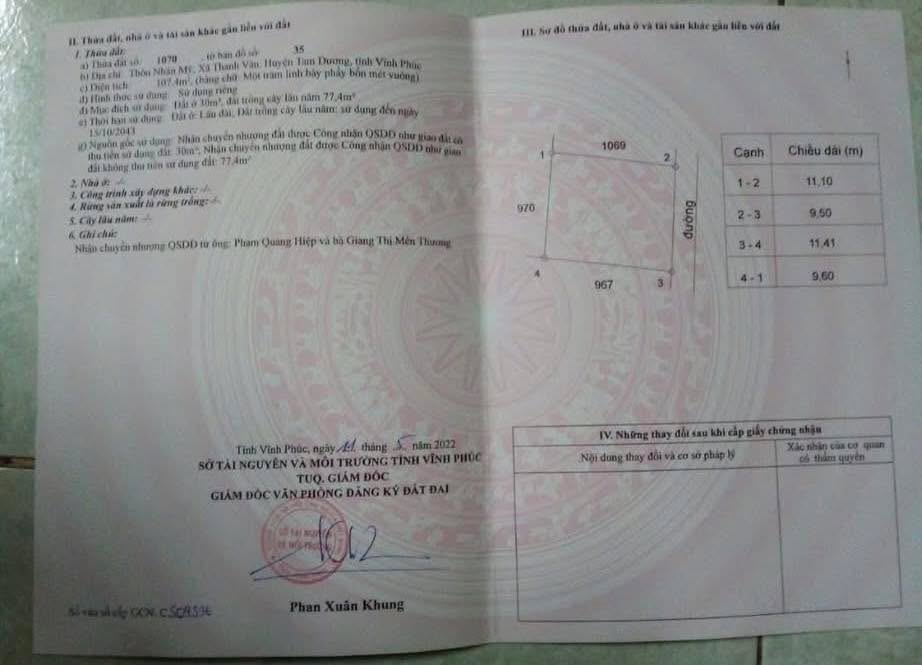 II. Thửa đất, nhà ở và tài sản khác gắn liền với đất
1. Thửa đất:
a) Thửa đất số: 1070 , tờ bản đồ số: 35
b) Địa chỉ: Thôn Nhân Mỹ, Xã Thanh Vân, Huyện Tam Dương, tỉnh Vĩnh Phúc
c) Diện tích: 107.4m², (bằng chữ: Một trăm linh bảy phẩy bốn mét vuông)
d) Hình thức sử dụng: Sử dụng riêng
đ) Mục đích sử dụng: Đất ở 30m², đất trồng cây lâu năm 77,4m²
e) Thời hạn sử dụng: Đất ở: Lâu dài; Đất trồng cây lâu năm: sử dụng đến ngày
15/10/2043
g) Nguồn gốc sử dụng: Nhận chuyển nhượng đất được Công nhận QSDĐ như giao đất có
thu tiền sử dụng đất: 30m²; Nhận chuyển nhượng đất được Công nhận QSDĐ như giao
đất không thu tiền sử dụng đất: 77,4m²
2. Nhà ở: -/-
3. Công trình xây dựng khác: -/-
4. Rừng sản xuất là rừng trồng: -/-
5. Cây lâu năm: -/-
6. Ghi chú:
Nhận chuyển nhượng QSDĐ từ ông: Phạm Quang Hiệp và bà Giang Thị Mến Thương
Tỉnh Vĩnh Phúc, ngày 11 tháng 5 năm 2022
SỞ TÀI NGUYÊN VÀ MÔI TRƯỜNG TỈNH VĨNH PHÚC
TUQ. GIÁM ĐỐC
GIÁM ĐỐC VĂN PHÒNG ĐĂNG KÝ ĐẤT ĐAI
SỞ TÀI NGUYÊN
VÀ MÔI TRƯỜNG
Phan Xuân Khung
Số vào sổ cấp GCN:
III. Sơ đồ thửa đất, nhà ở và tài sản khác gắn liền với đất
1069
1
2
970
đường
4
967
3
Cạnh Chiều dài (m)
1 - 2 11,10
2 - 3 9,50
3 - 4 11,41
4 - 1 9,60
IV. Những thay đổi sau khi cấp giấy chứng nhận
Nội dung thay đổi và cơ sở pháp lý
Xác nhận của cơ quan
có thẩm quyền